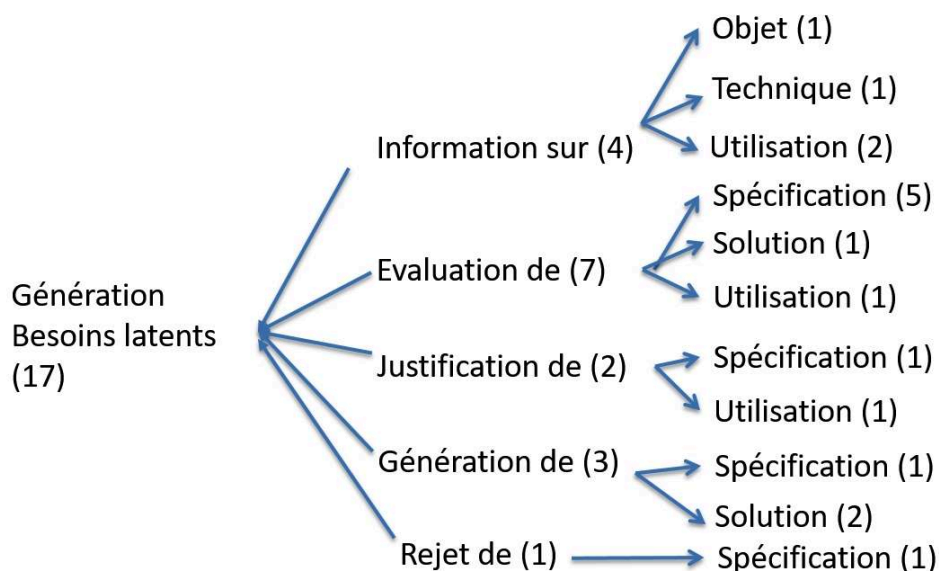 Objet (1)
Technique (1)
Information sur (4)
Utilisation (2)
Spécification (5)
Solution (1)
Evaluation de (7)
Utilisation (1)
Génération
Besoins latents
(17)
Justification de (2)
Spécification (1)
Utilisation (1)
Génération de (3)
Spécification (1)
Solution (2)
Rejet de (1)
Spécification (1)